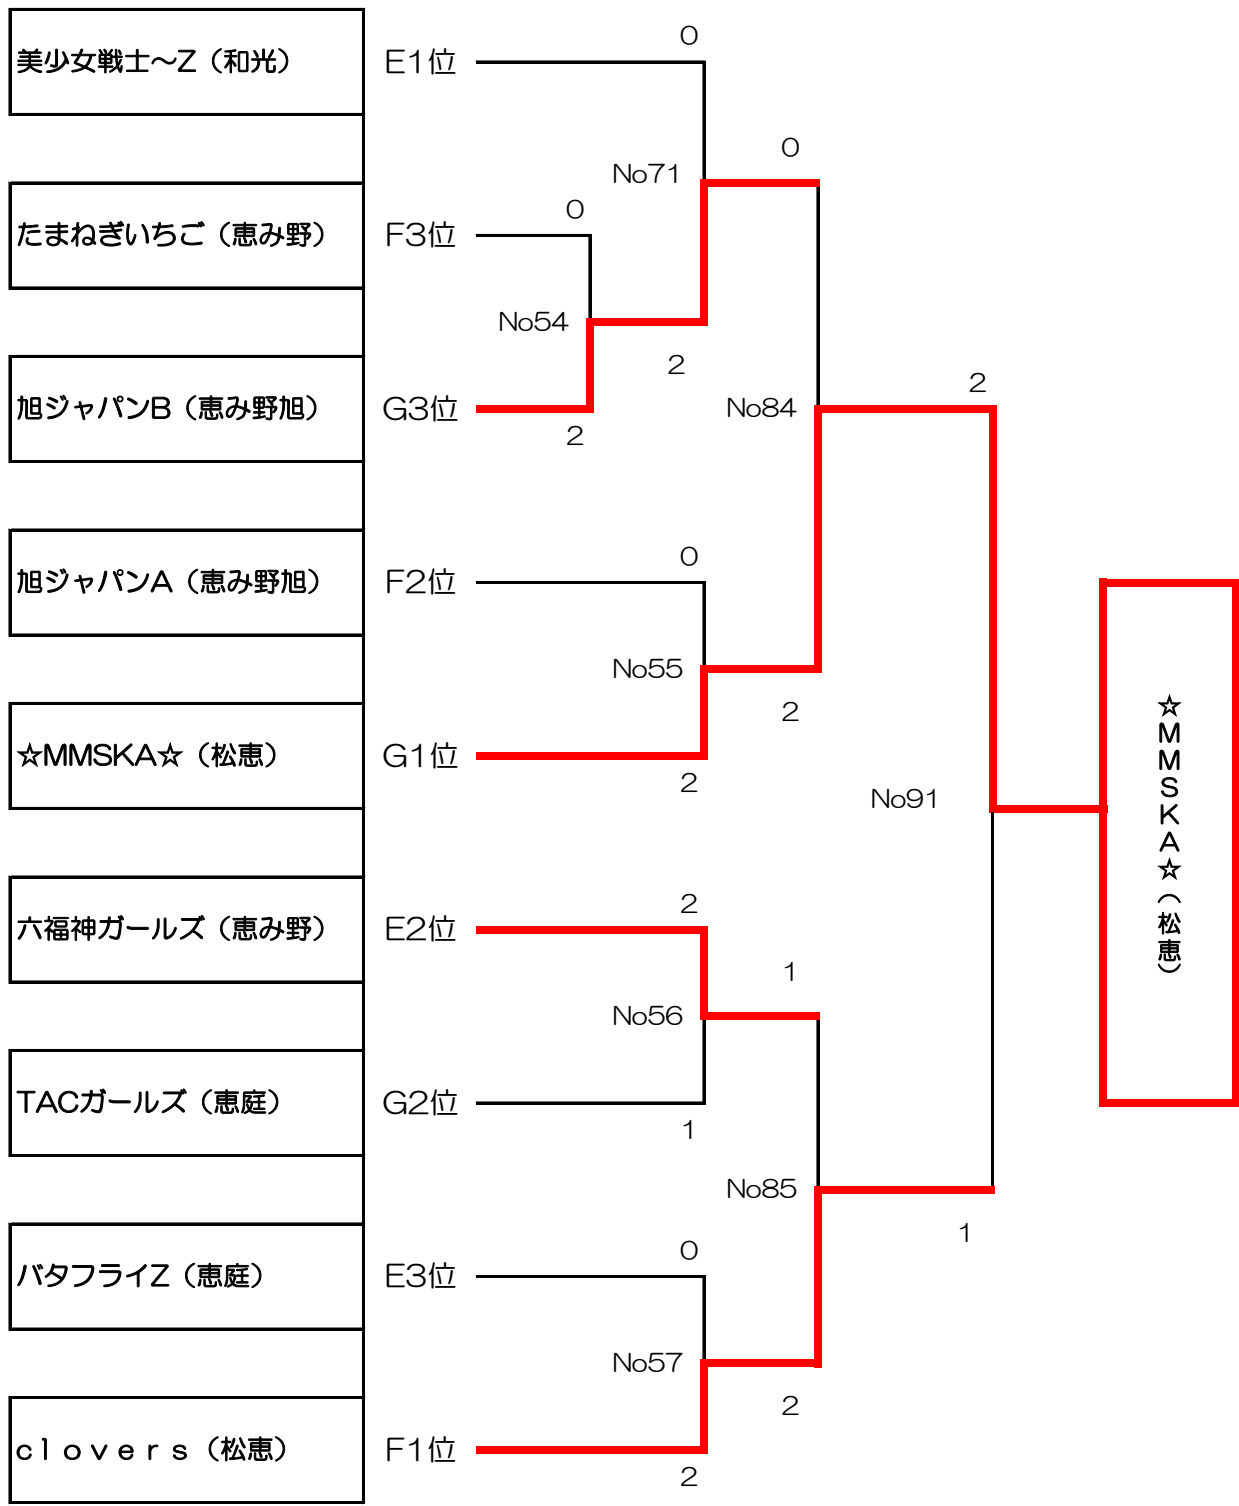 0
美少女戦士～Z（和光） E1位
0
No71
0
たまねぎいちご（恵み野） F3位
No54
2
2
旭ジャパンB（恵み野旭） G3位 No84
2
0
旭ジャパンA（恵み野旭） F2位
No55
2
☆MMSKA☆（松恵） G1位
2
No91
☆MMSKA☆（松恵）
2
六福神ガールズ（恵み野） E2位
1
No56
TACガールズ（恵庭） G2位
1
No85
1
0
バタフライZ（恵庭） E3位
No57
2
ｃｌｏｖｅｒｓ（松恵） F1位
2